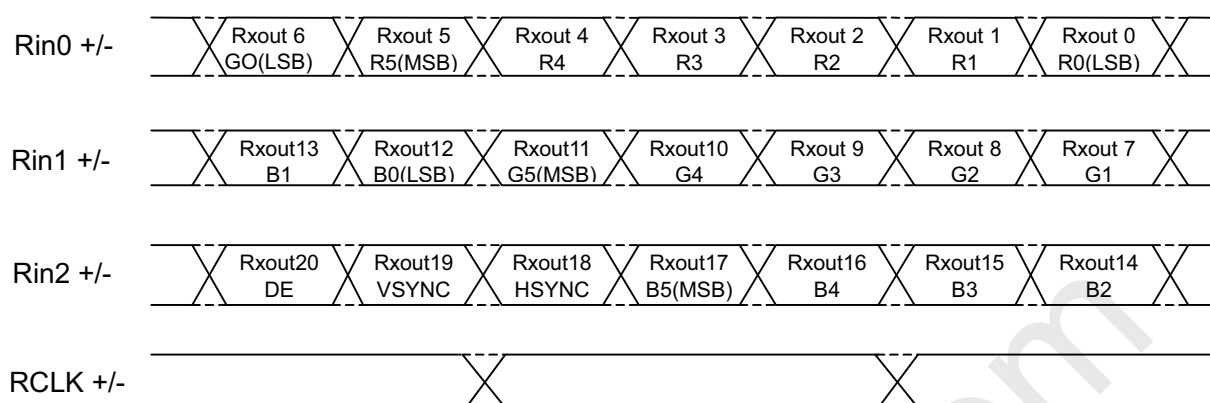 Rin0 +/-
Rxout 6 Rxout 5 Rxout 4 Rxout 3 Rxout 2 Rxout 1 Rxout 0
GO(LSB) R5(MSB) R4 R3 R2 R1 R0(LSB)
Rin1 +/-
Rxout13 Rxout12 Rxout11 Rxout10 Rxout 9 Rxout 8 Rxout 7
B1 B0(LSB) G5(MSB) G4 G3 G2 G1
Rin2 +/-
Rxout20 Rxout19 Rxout18 Rxout17 Rxout16 Rxout15 Rxout14
DE VSYNC HSYNC B5(MSB) B4 B3 B2
RCLK +/-